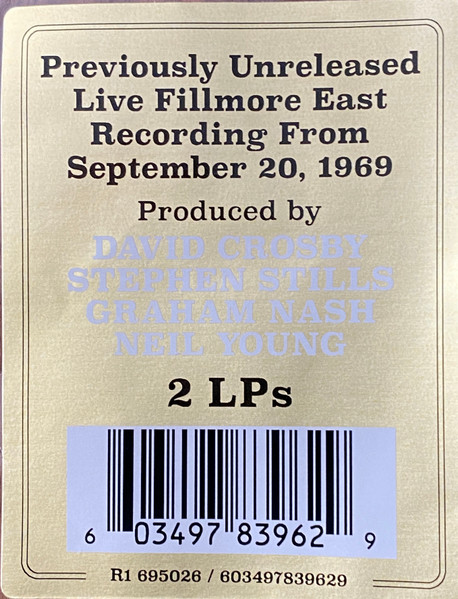 Previously Unreleased
Live Fillmore East
Recording From
September 20, 1969
Produced by
DAVID CROSBY
STEPHEN STILLS
GRAHAM NASH
NEIL YOUNG
2 LPs
6 03497 83962 9
R1 695026 / 603497839629